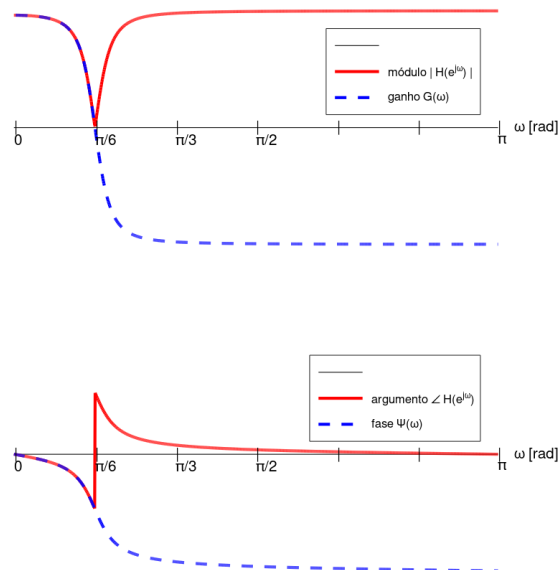 módulo | H(e^jω) |
ganho G(ω)
0 π/6 π/3 π/2 π ω [rad]
argumento ∠ H(e^jω)
fase Ψ(ω)
0 π/6 π/3 π/2 π ω [rad]